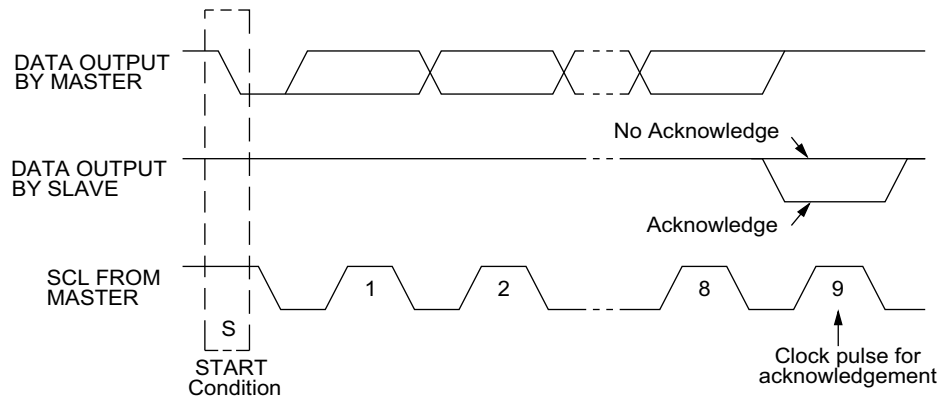 DATA OUTPUT
BY MASTER
No Acknowledge
DATA OUTPUT
BY SLAVE
Acknowledge
SCL FROM
MASTER
1
2
8
9
S
START
Condition
Clock pulse for
acknowledgement